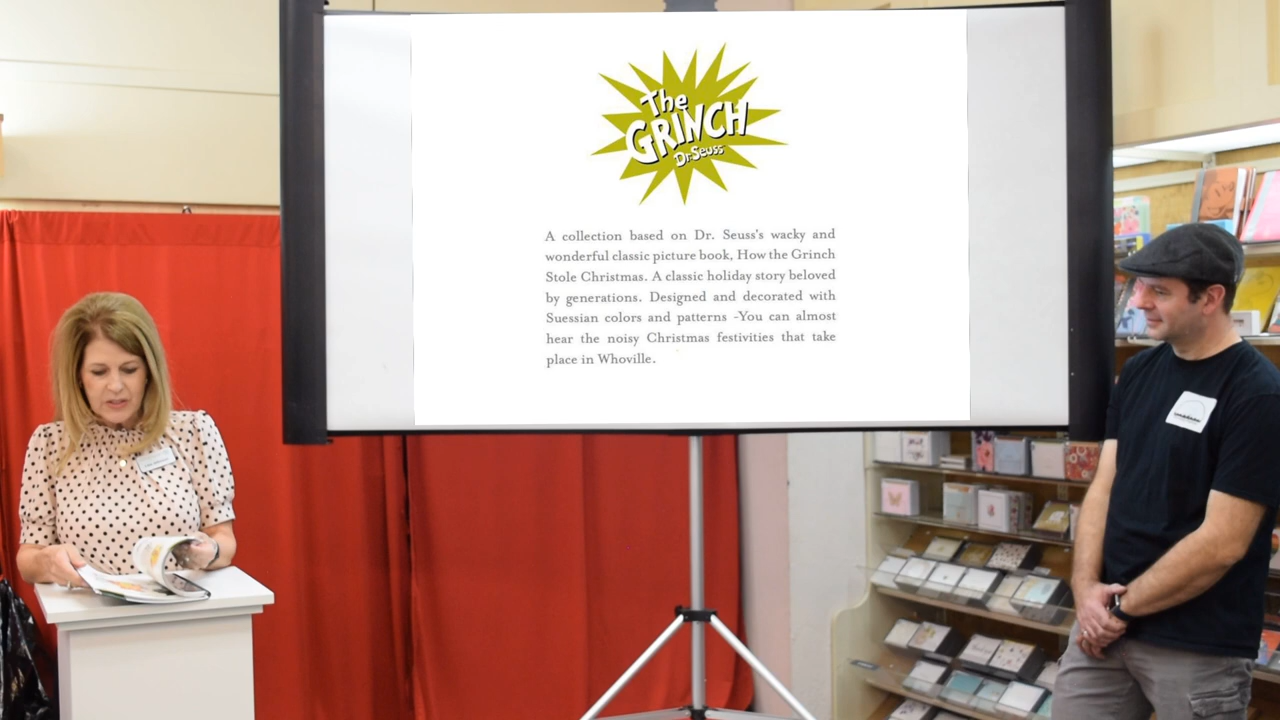 The
GRINCH
Dr. Seuss
A collection based on Dr. Seuss's wacky and
wonderful classic picture book, How the Grinch
Stole Christmas. A classic holiday story beloved
by generations. Designed and decorated with
Suessian colors and patterns -You can almost
hear the noisy Christmas festivities that take
place in Whoville.